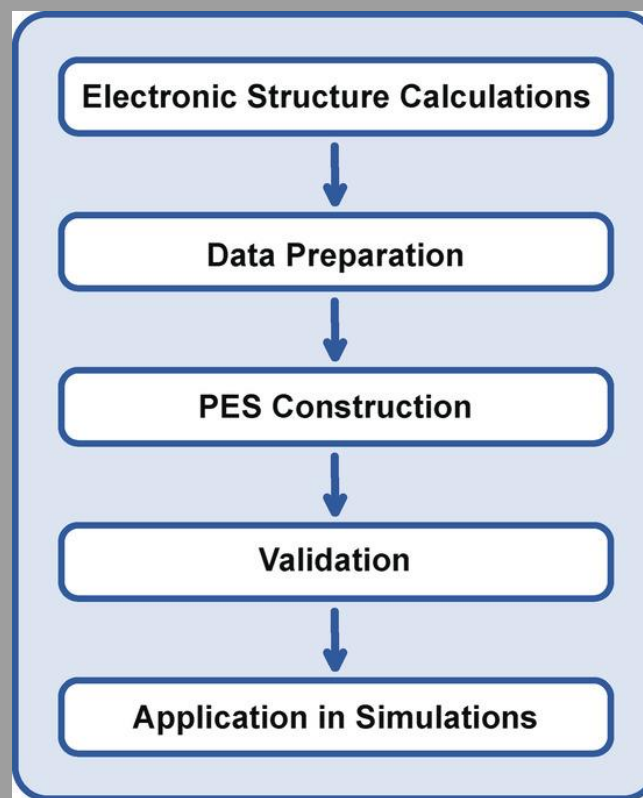 Electronic Structure Calculations
Data Preparation
PES Construction
Validation
Application in Simulations